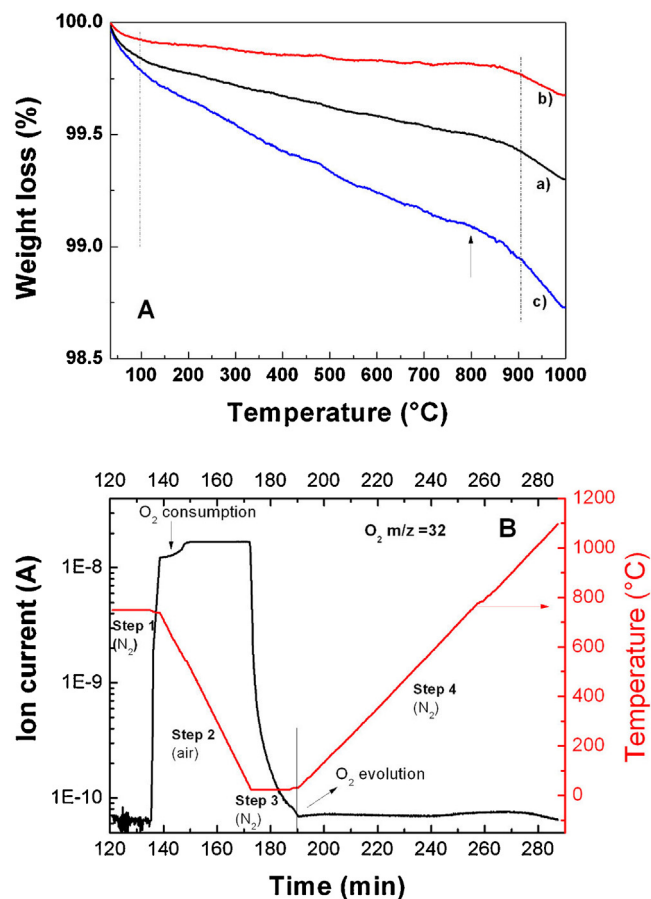 100.0
99.5
99.0
98.5
Weight loss (%)
b)
a)
c)
A
100 200 300 400 500 600 700 800 900 1000
Temperature (°C)
120 140 160 180 200 220 240 260 280
O2 consumption
O2 m/z =32
B
1E-8
1E-9
1E-10
Ion current (A)
Step 1
(N2)
Step 2
(air)
Step 3
(N2)
Step 4
(N2)
O2 evolution
1200
1000
800
600
400
200
0
Temperature (°C)
120 140 160 180 200 220 240 260 280
Time (min)